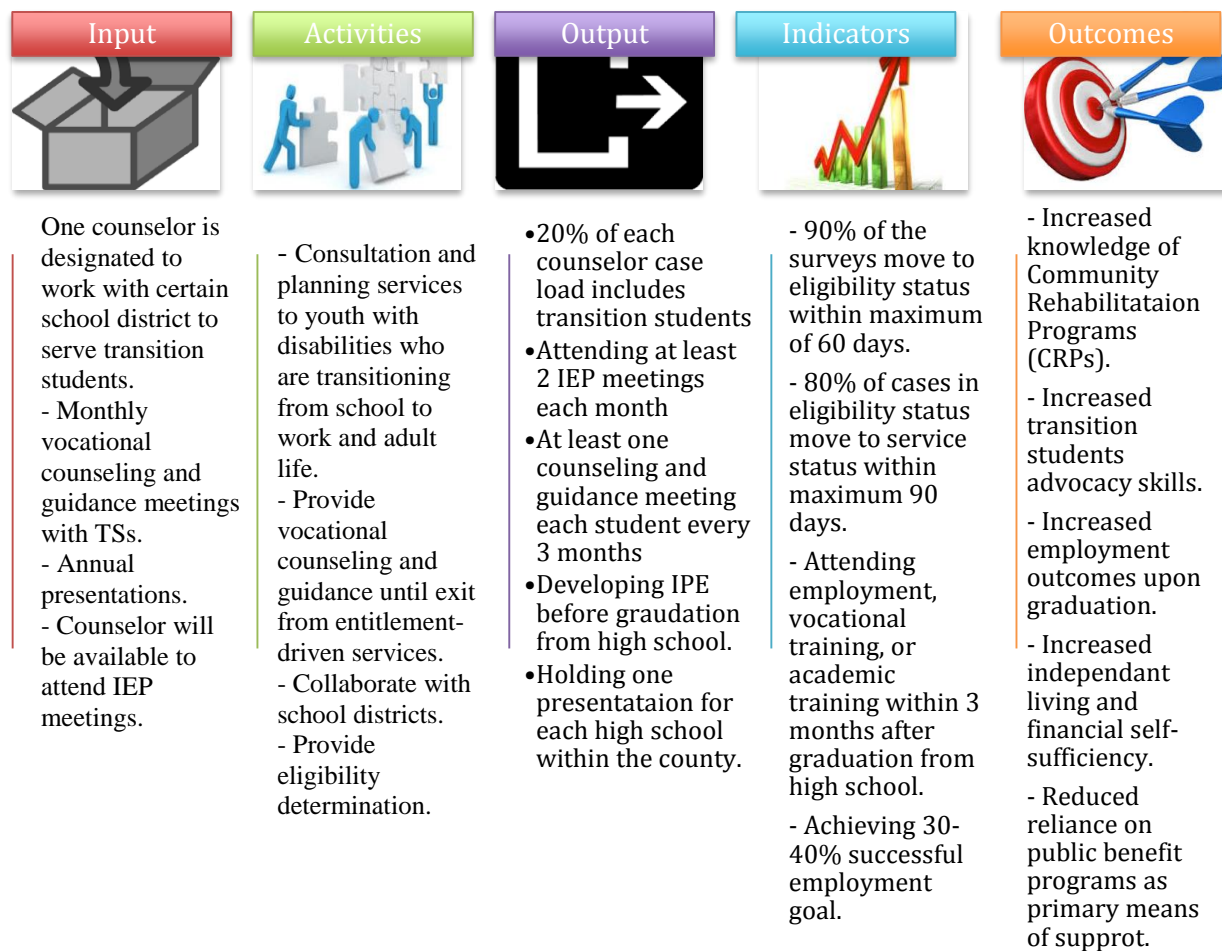 Input
Activities
Output
Indicators
Outcomes
One counselor is
designated to
work with certain
school district to
serve transition
students.
- Monthly
vocational
counseling and
guidance meetings
with TSs.
- Annual
presentations.
- Counselor will
be available to
attend IEP
meetings.
- Consultation and
planning services
to youth with
disabilities who
are transitioning
from school to
work and adult
life.
- Provide
vocational
counseling and
guidance until exit
from entitlement-
driven services.
- Collaborate with
school districts.
- Provide
eligibility
determination.
•20% of each
counselor case
load includes
transition students
•Attending at least
2 IEP meetings
each month
•At least one
counseling and
guidance meeting
each student every
3 months
•Developing IPE
before graudation
from high school.
•Holding one
presentataion for
each high school
within the county.
- 90% of the
surveys move to
eligibility status
within maximum
of 60 days.
- 80% of cases in
eligibility status
move to service
status within
maximum 90
days.
- Attending
employment,
vocational
training, or
academic
training within 3
months after
graduation from
high school.
- Achieving 30-
40% successful
employment
goal.
- Increased
knowledge of
Community
Rehabilitataion
Programs
(CRPs).
- Increased
transition
students
advocacy skills.
- Increased
employment
outcomes upon
graduation.
- Increased
independant
living and
financial self-
sufficiency.
- Reduced
reliance on
public benefit
programs as
primary means
of supprot.